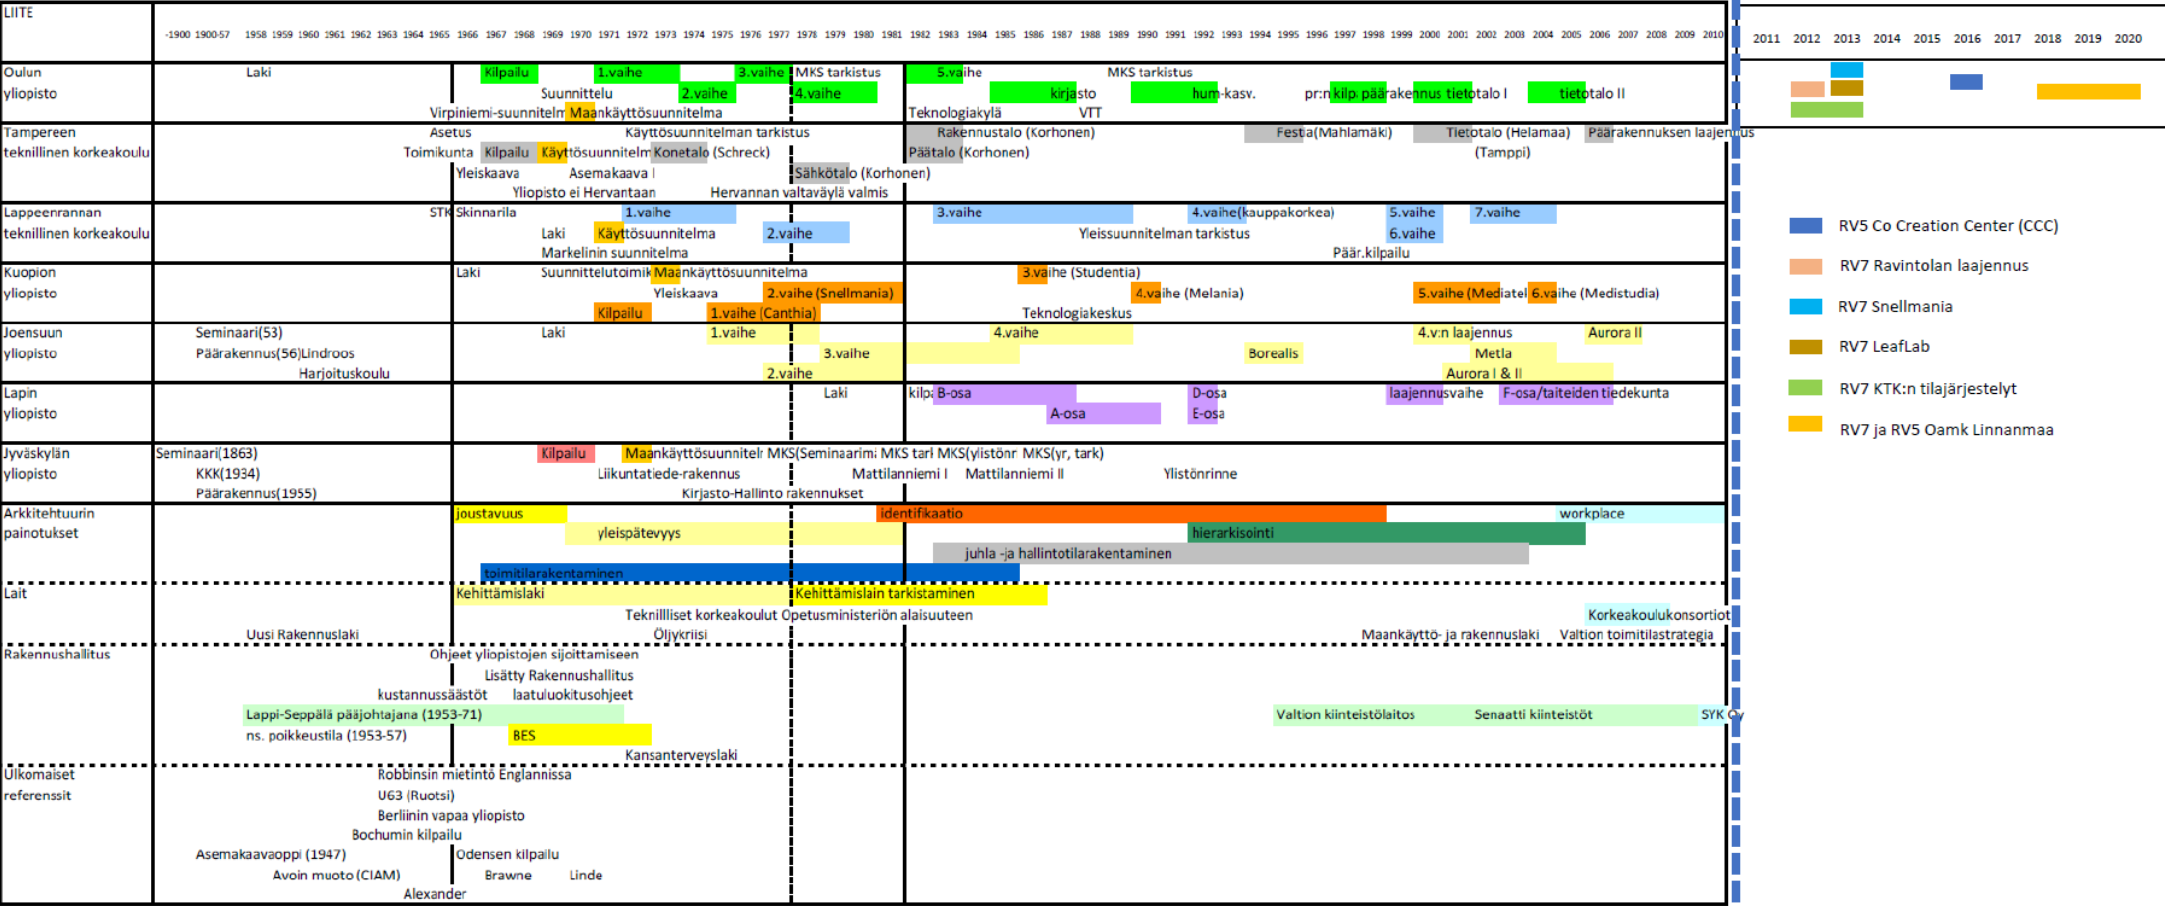 LIITE
-1900 1900-57 1958 1959 1960 1961 1962 1963 1964 1965 1966 1967 1968 1969 1970 1971 1972 1973 1974 1975 1976 1977 1978 1979 1980 1981 1982 1983 1984 1985 1986 1987 1988 1989 1990 1991 1992 1993 1994 1995 1996 1997 1998 1999 2000 2001 2002 2003 2004 2005 2006 2007 2008 2009 2010 2011 2012 2013 2014 2015 2016 2017 2018 2019 2020
Oulun Laki Kilpailu 1.vaihe 3.vaihe MKS tarkistus 5.vaihe MKS tarkistus
yliopisto Suunnittelu 2.vaihe 4.vaihe kirjasto hum-kasv. pr:n kilp. päärakennus tietotalo I tietotalo II
Virpiniemi-suunnitelm Maankäyttösuunnitelma Teknologiakylä VTT
Tampereen Asetus Käyttösuunnitelman tarkistus Rakennustalo (Korhonen) Festia(Mahlamäki) Tietotalo (Helamaa) Päärakennuksen laajennus
teknillinen korkeakoulu Toimikunta Kilpailu Käyttösuunnitelm Konetalo (Schreck) Päätalo (Korhonen) (Tamppi)
Yleiskaava Asemakaava I Sähkötalo (Korhonen)
Yliopisto ei Hervantaan Hervannan valtaväylä valmis
Lappeenrannan STK Skinnarila 1.vaihe 3.vaihe 4.vaihe(kauppakorkea) 5.vaihe 7.vaihe
teknillinen korkeakoulu Laki Käyttösuunnitelma 2.vaihe Yleissuunnitelman tarkistus 6.vaihe
Markelinin suunnitelma Päär.kilpailu
Kuopion Laki Suunnittelutoimik Maankäyttösuunnitelma 3.vaihe (Studentia)
yliopisto Yleiskaava 2.vaihe (Snellmania) 4.vaihe (Melania) 5.vaihe (Mediatel 6.vaihe (Medistudia)
Kilpailu 1.vaihe (Canthia) Teknologiakeskus
Joensuun Seminaari(53) Laki 1.vaihe 4.vaihe 4.v:n laajennus Aurora II
yliopisto Päärakennus(56)Lindroos 3.vaihe Borealis Metla
Harjoituskoulu 2.vaihe Aurora I & II
Lapin Laki kilpa B-osa D-osa laajennusvaihe F-osa/taiteiden tiedekunta
yliopisto A-osa E-osa
Jyväskylän Seminaari(1863) Kilpailu Maankäyttösuunniteln MKS(Seminaarima MKS tark MKS(ylistönr MKS(yr, tark)
yliopisto KKK(1934) Liikuntatiede-rakennus Mattilanniemi I Mattilanniemi II Ylistönrinne
Päärakennus(1955) Kirjasto-Hallinto rakennukset
Arkkitehtuurin joustavuus identifikaatio workplace
painotukset yleispätevyys hierarkisointi
juhla -ja hallintotilarakentaminen
toimitilarakentaminen
Lait Kehittämislaki Kehittämislain tarkistaminen
Teknillliset korkeakoulut Opetusministeriön alaisuuteen Korkeakoulukonsortiot
Uusi Rakennuslaki Öljykriisi Maankäyttö- ja rakennuslaki Valtion toimitilastrategia
Rakennushallitus Ohjeet yliopistojen sijoittamiseen
Lisätty Rakennushallitus
kustannussäästöt laatuluokitusohjeet
Lappi-Seppälä pääjohtajana (1953-71) Valtion kiinteistölaitos Senaatti kiinteistöt SYK Oy
ns. poikkeustila (1953-57) BES
Kansanterveyslaki
Ulkomaiset Robbinsin mietintö Englannissa
referenssit U63 (Ruotsi)
Berliinin vapaa yliopisto
Bochumin kilpailu
Asemakaavaoppi (1947) Odensen kilpailu
Avoin muoto (CIAM) Brawne Linde
Alexander
RV5 Co Creation Center (CCC)
RV7 Ravintolan laajennus
RV7 Snellmania
RV7 LeafLab
RV7 KTK:n tilajärjestelyt
RV7 ja RV5 Oamk Linnanmaa